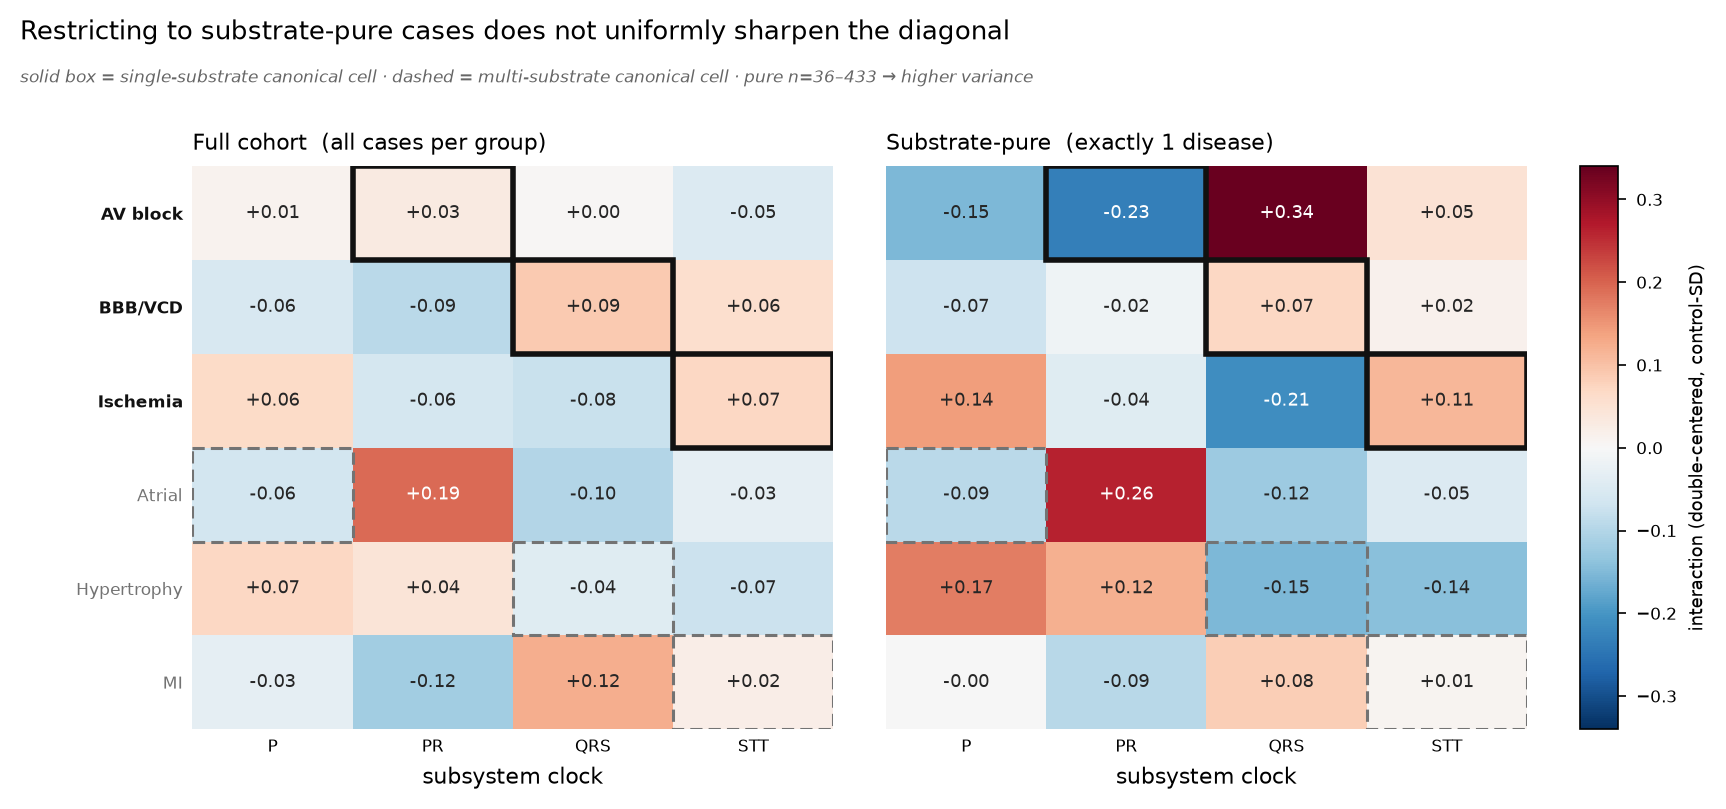 Restricting to substrate-pure cases does not uniformly sharpen the diagonal
solid box = single-substrate canonical cell · dashed = multi-substrate canonical cell · pure n=36–433 → higher variance
Full cohort  (all cases per group)
AV block +0.01 +0.03 +0.00 -0.05
BBB/VCD -0.06 -0.09 +0.09 +0.06
Ischemia +0.06 -0.06 -0.08 +0.07
Atrial -0.06 +0.19 -0.10 -0.03
Hypertrophy +0.07 +0.04 -0.04 -0.07
MI -0.03 -0.12 +0.12 +0.02
P PR QRS STT
subsystem clock
Substrate-pure  (exactly 1 disease)
-0.15 -0.23 +0.34 +0.05
-0.07 -0.02 +0.07 +0.02
+0.14 -0.04 -0.21 +0.11
-0.09 +0.26 -0.12 -0.05
+0.17 +0.12 -0.15 -0.14
-0.00 -0.09 +0.08 +0.01
P PR QRS STT
subsystem clock
0.3
0.2
0.1
0.0
−0.1
−0.2
−0.3
interaction (double-centered, control-SD)